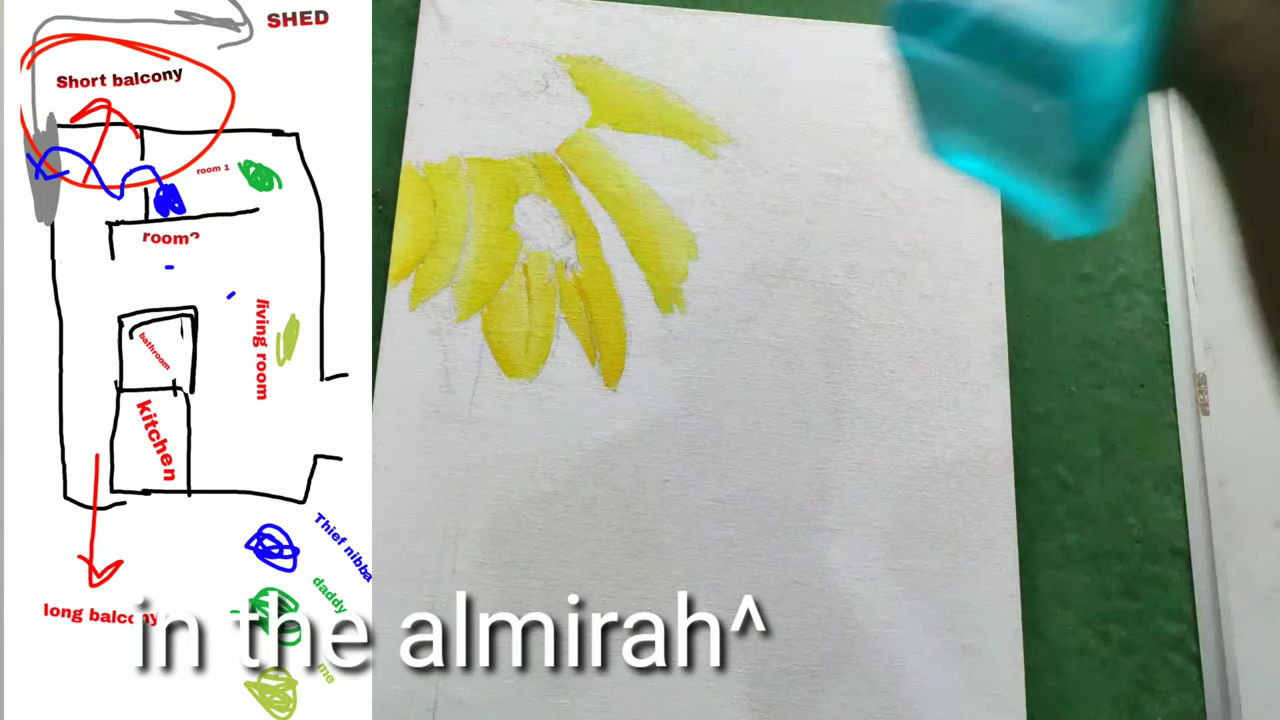 SHED
Short balcony
room 1
room?
living room
bathroom
kitchen
Thief nibba
daddy
long balcony
me
in the almirah^